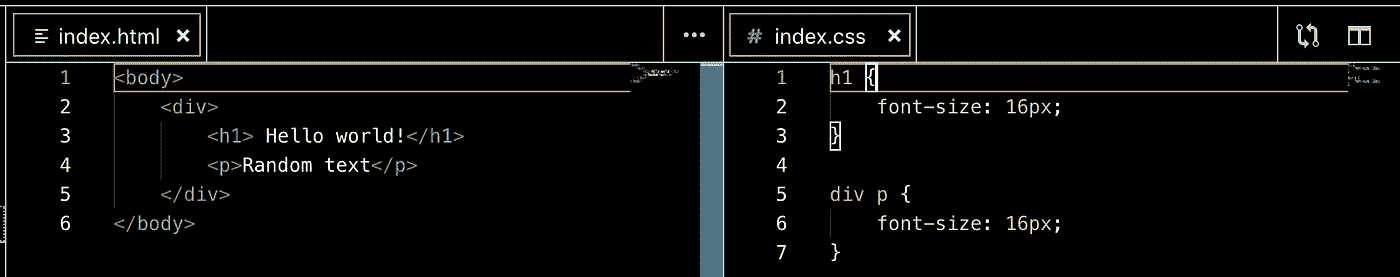 index.html ×
1 <body>
2     <div>
3         <h1> Hello world!</h1>
4         <p>Random text</p>
5     </div>
6 </body>
# index.css ×
1 h1 {
2     font-size: 16px;
3 }
4
5 div p {
6     font-size: 16px;
7 }